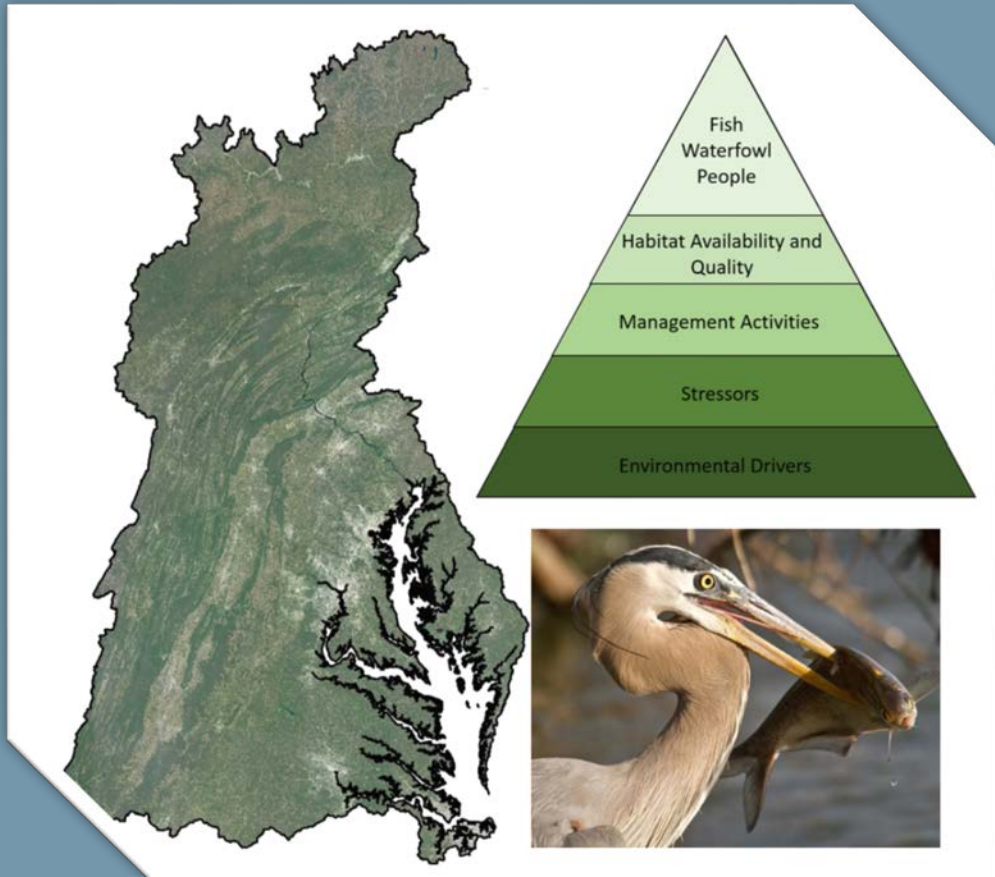 Fish
Waterfowl
People
Habitat Availability and
Quality
Management Activities
Stressors
Environmental Drivers